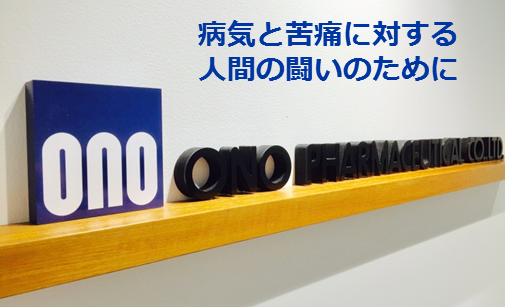 病気と苦痛に対する
人間の闘いのために
ono
ONO PHARMACEUTICAL CO., LTD.